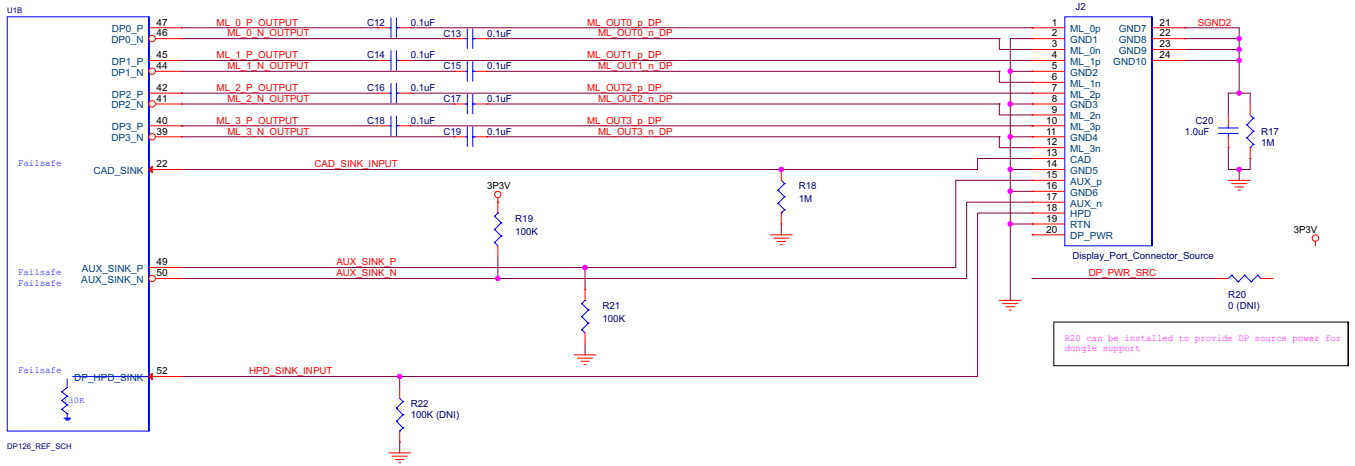 U1B
DP0_P 47 ML_0_P_OUTPUT C12 0.1uF ML_OUT0_p_DP
DP0_N 46 ML_0_N_OUTPUT C13 0.1uF ML_OUT0_n_DP
DP1_P 45 ML_1_P_OUTPUT C14 0.1uF ML_OUT1_p_DP
DP1_N 44 ML_1_N_OUTPUT C15 0.1uF ML_OUT1_n_DP
DP2_P 42 ML_2_P_OUTPUT C16 0.1uF ML_OUT2_p_DP
DP2_N 41 ML_2_N_OUTPUT C17 0.1uF ML_OUT2_n_DP
DP3_P 40 ML_3_P_OUTPUT C18 0.1uF ML_OUT3_p_DP
DP3_N 39 ML_3_N_OUTPUT C19 0.1uF ML_OUT3_n_DP
Failsafe
CAD_SINK 22 CAD_SINK_INPUT
R18
1M
3P3V
R19
100K
Failsafe
Failsafe
AUX_SINK_P 49 AUX_SINK_P
AUX_SINK_N 50 AUX_SINK_N
R21
100K
Failsafe
DP_HPD_SINK 52 HPD_SINK_INPUT
130K
R22
100K (DNI)
DP126_REF_SCH
J2
1 ML_0p GND7 21 SGND2
2 GND1 GND8 22
3 ML_0n GND9 23
4 ML_1p GND10 24
5 GND2
6 ML_1n
7 ML_2p
8 GND3
9 ML_2n
10 ML_3p
11 GND4
12 ML_3n
13 CAD
14 GND5
15 AUX_p
16 GND6
17 AUX_n
18 HPD
19 RTN
20 DP_PWR
Display_Port_Connector_Source
C20
1.0uF
R17
1M
3P3V
DP_PWR_SRC
R20
0 (DNI)
R20 can be installed to provide DP source power for
dongle support